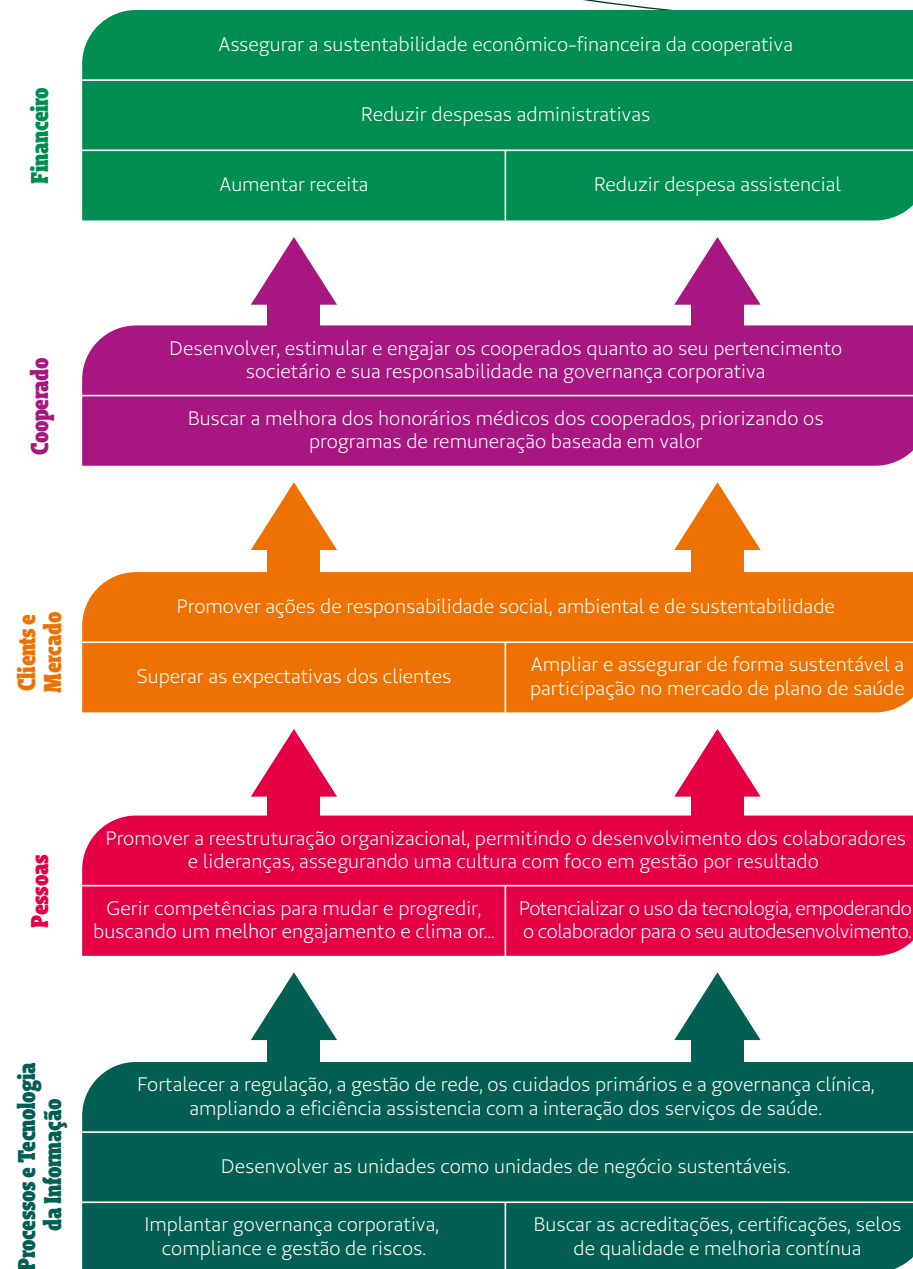 Financeiro
Assegurar a sustentabilidade econômico-financeira da cooperativa
Reduzir despesas administrativas
Aumentar receita
Reduzir despesa assistencial
Cooperado
Desenvolver, estimular e engajar os cooperados quanto ao seu pertencimento
societário e sua responsabilidade na governança corporativa
Buscar a melhora dos honorários médicos dos cooperados, priorizando os
programas de remuneração baseada em valor
Clients e
Mercado
Promover ações de responsabilidade social, ambiental e de sustentabilidade
Superar as expectativas dos clientes
Ampliar e assegurar de forma sustentável a
participação no mercado de plano de saúde
Pessoas
Promover a reestruturação organizacional, permitindo o desenvolvimento dos colaboradores
e lideranças, assegurando uma cultura com foco em gestão por resultado
Gerir competências para mudar e progredir,
buscando um melhor engajamento e clima or...
Potencializar o uso da tecnologia, empoderando
o colaborador para o seu autodesenvolvimento.
Processos e Tecnologia
da Informação
Fortalecer a regulação, a gestão de rede, os cuidados primários e a governança clínica,
ampliando a eficiência assistencia com a interação dos serviços de saúde.
Desenvolver as unidades como unidades de negócio sustentáveis.
Implantar governança corporativa,
compliance e gestão de riscos.
Buscar as acreditações, certificações, selos
de qualidade e melhoria contínua